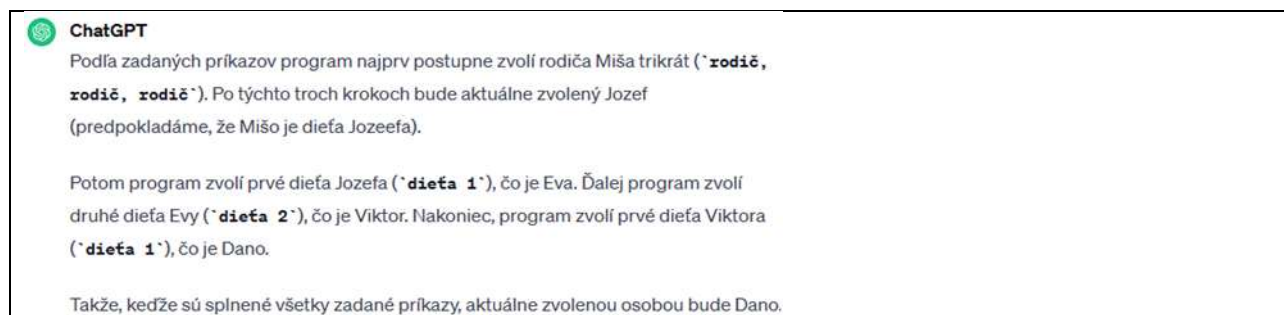 ChatGPT
Podľa zadaných príkazov program najprv postupne zvolí rodiča Miša trikrát (`rodič,
rodič, rodič`). Po týchto troch krokoch bude aktuálne zvolený Jozef
(predpokladáme, že Mišo je dieťa Jozeefa).
Potom program zvolí prvé dieťa Jozefa (`dieťa 1`), čo je Eva. Ďalej program zvolí
druhé dieťa Evy (`dieťa 2`), čo je Viktor. Nakoniec, program zvolí prvé dieťa Viktora
(`dieťa 1`), čo je Dano.
Takže, keďže sú splnené všetky zadané príkazy, aktuálne zvolenou osobou bude Dano.